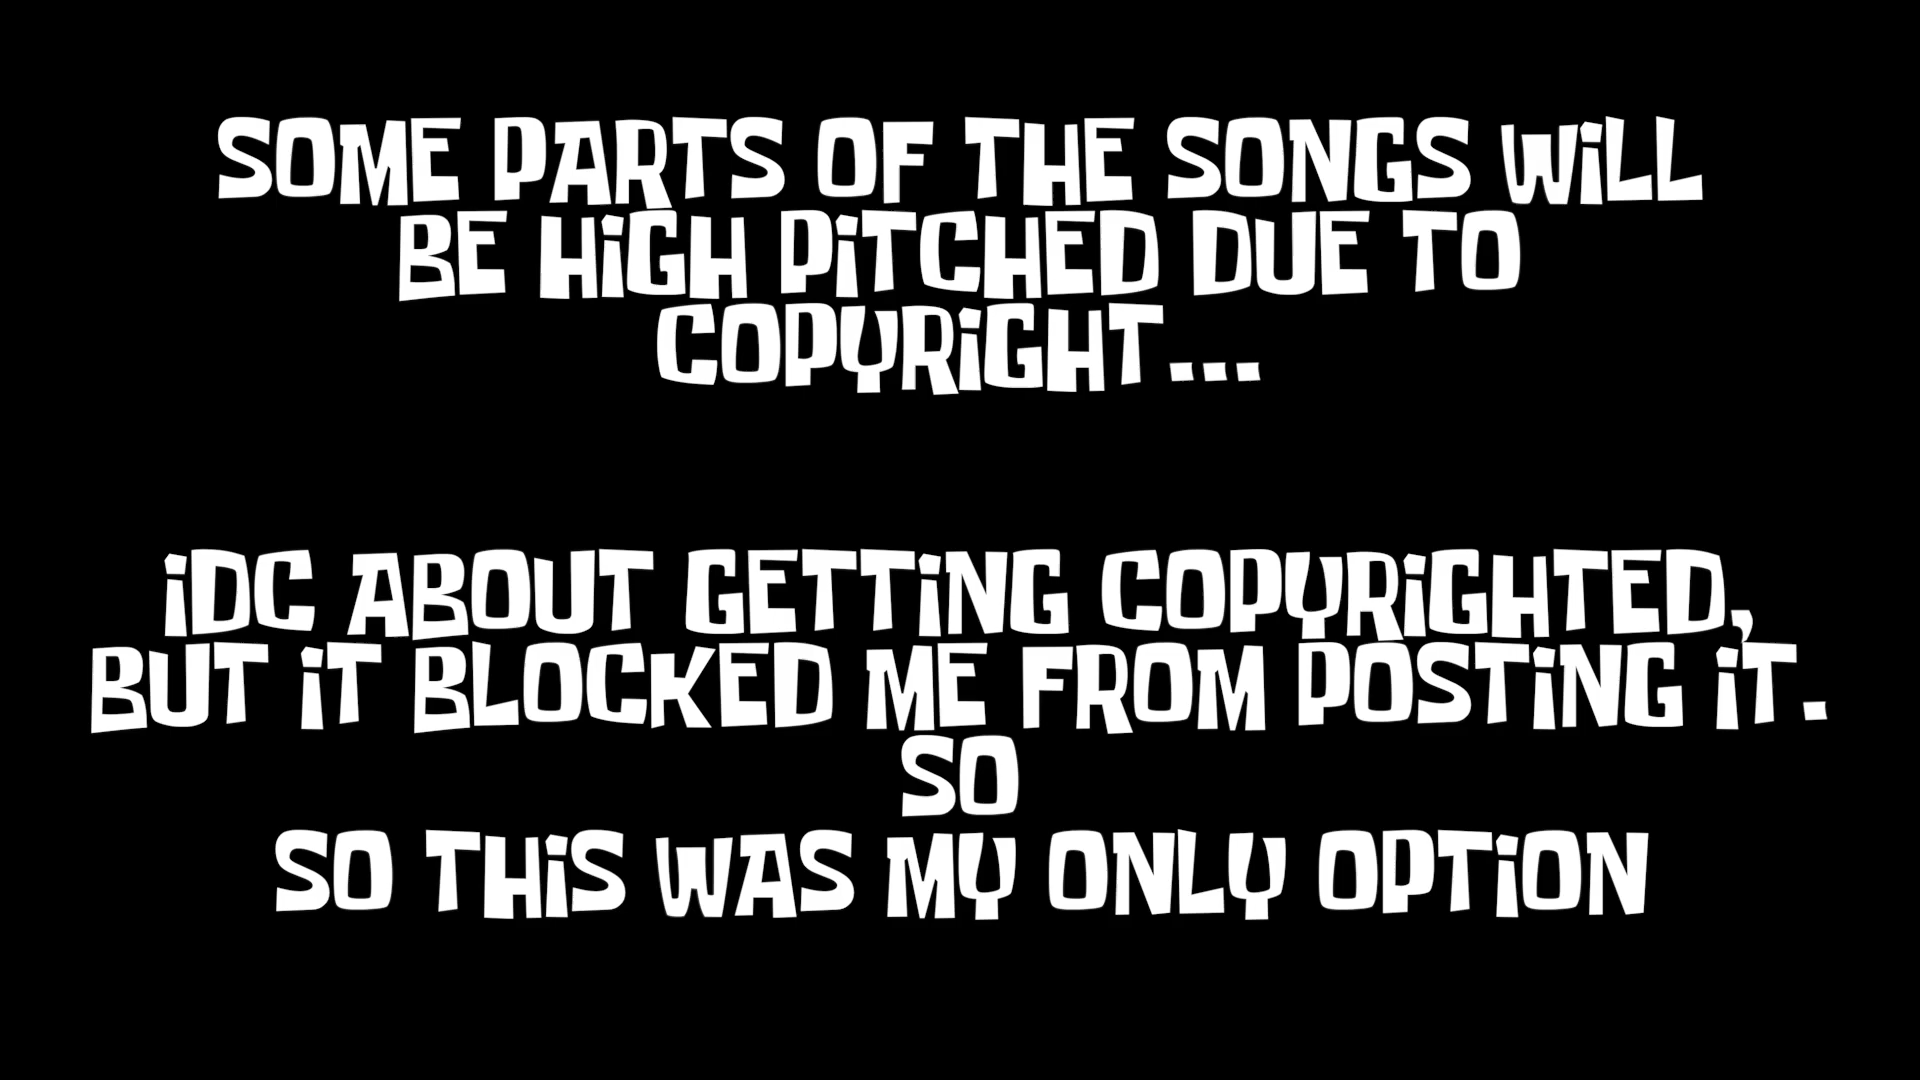 SOME PARTS OF THE SONGS WiLL
BE HiGH PiTCHED DUE TO
COPYRiGHT...
iDC ABOUT GETTiNG COPYRiGHTED,
BUT iT BLOCKED ME FROM POSTiNG iT.
SO
SO THiS WAS MY ONLY OPTiON